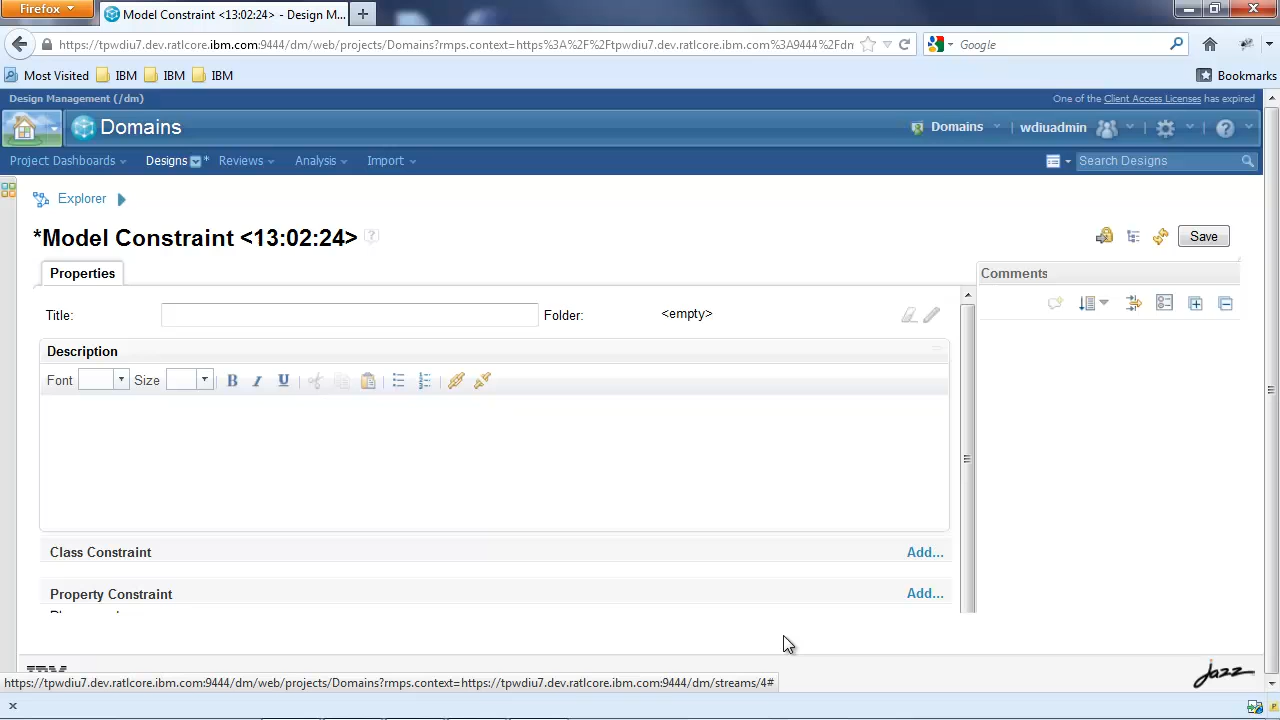 Firefox
Model Constraint <13:02:24> - Design M...
https://tpwdiu7.dev.ratlcore.ibm.com:9444/dm/web/projects/Domains?rmps.context=https%3A%2F%2Ftpwdiu7.dev.ratlcore.ibm.com%3A9444%2Fdm
Google
Most Visited IBM IBM IBM Bookmarks
Design Management (/dm) One of the Client Access Licenses has expired
Domains Domains wdiuadmin
Project Dashboards Designs * Reviews Analysis Import Search Designs
Explorer
*Model Constraint <13:02:24> ? Save
Properties Comments
Title: Folder: <empty>
Description
Font Size B I U
Class Constraint Add...
Property Constraint Add...
IBM
Jazz
https://tpwdiu7.dev.ratlcore.ibm.com:9444/dm/web/projects/Domains?rmps.context=https://tpwdiu7.dev.ratlcore.ibm.com:9444/dm/streams/4#
x